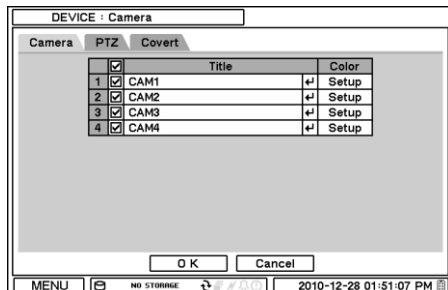 DEVICE : Camera
Camera PTZ Covert
Title Color
1 CAM1 Setup
2 CAM2 Setup
3 CAM3 Setup
4 CAM4 Setup
OK Cancel
MENU NO STORAGE 2010-12-28 01:51:07 PM